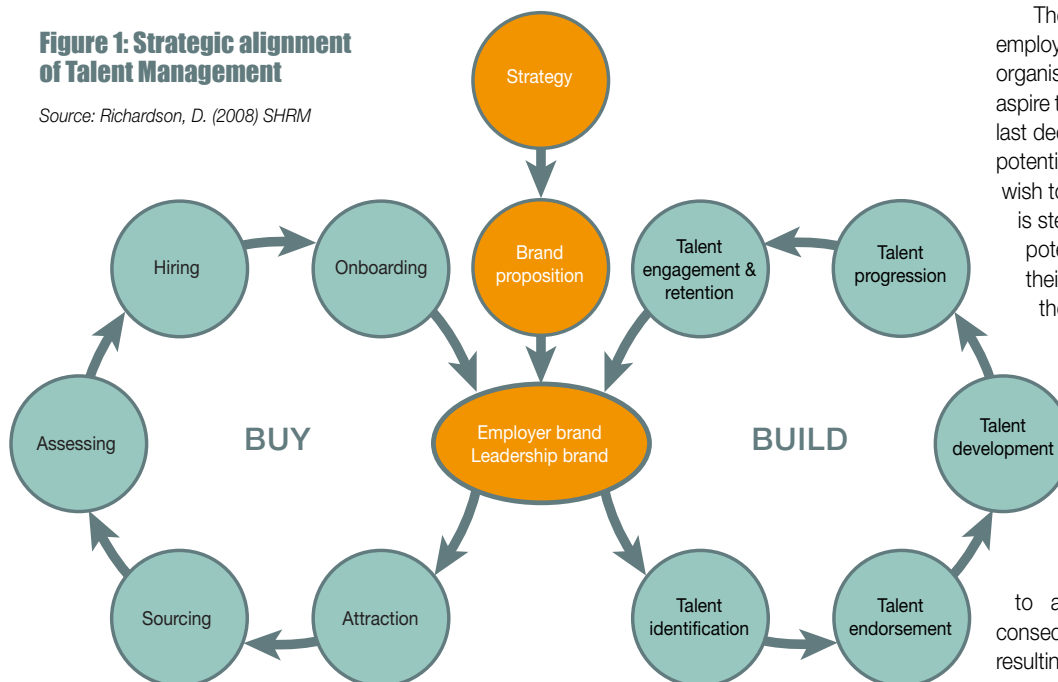 Figure 1: Strategic alignment
of Talent Management
Source: Richardson, D. (2008) SHRM
Strategy
Brand
proposition
Employer brand
Leadership brand
BUY
Attraction
Sourcing
Assessing
Hiring
Onboarding
BUILD
Talent
identification
Talent
endorsement
Talent
development
Talent
progression
Talent
engagement &
retention
employ
organis
aspire t
last dec
potenti
wish to
is ste
pote
their
the
to a
consec
resultin